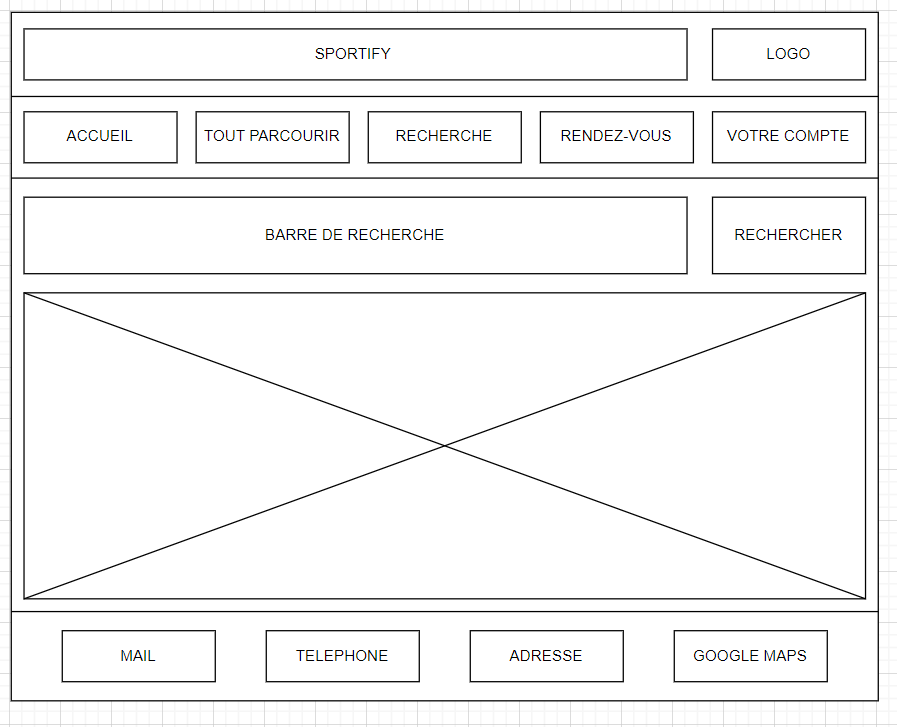 SPORTIFY
LOGO
ACCUEIL
TOUT PARCOURIR
RECHERCHE
RENDEZ-VOUS
VOTRE COMPTE
BARRE DE RECHERCHE
RECHERCHER
MAIL
TELEPHONE
ADRESSE
GOOGLE MAPS